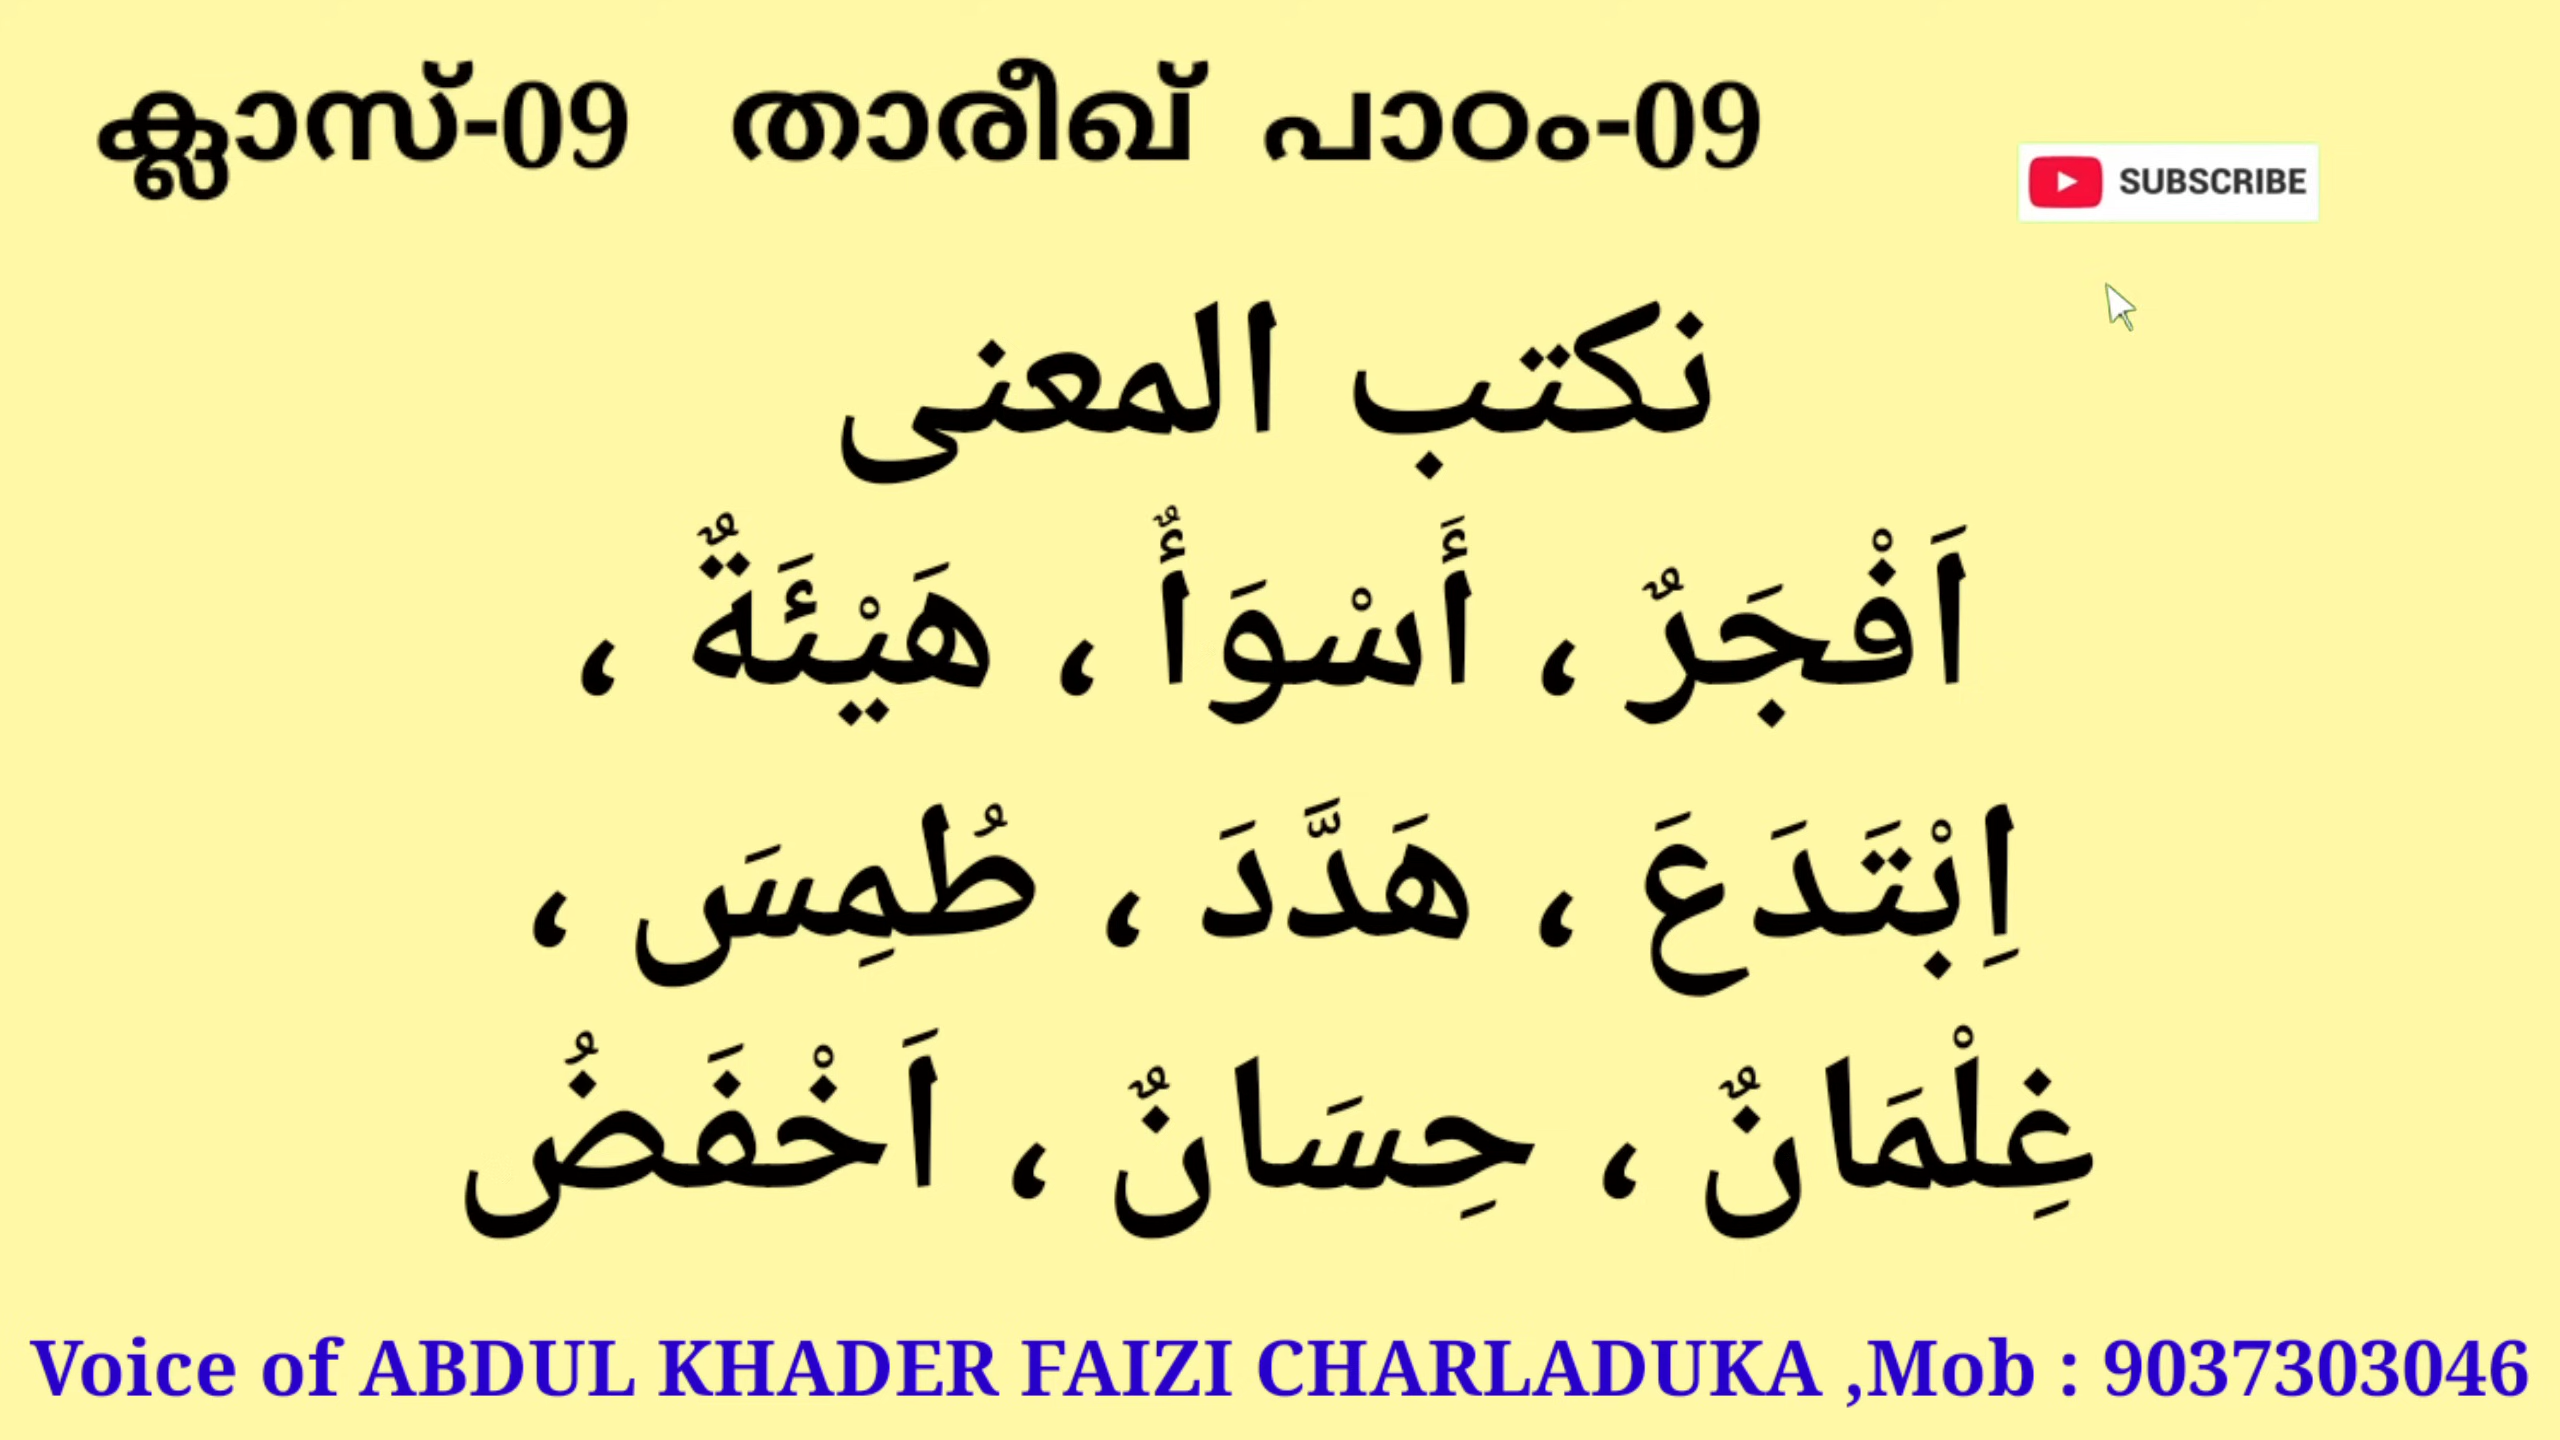 ക്ലാസ്-09 താരീഖ് പാഠം-09
SUBSCRIBE
نكتب المعنى
اَفْجَرٌ ، أَسْوَأٌ ، هَيْئَةٌ ،
اِبْتَدَعَ ، هَدَّدَ ، طُمِسَ ،
غِلْمَانٌ ، حِسَانٌ ، اَخْفَضُ
Voice of ABDUL KHADER FAIZI CHARLADUKA ,Mob : 9037303046